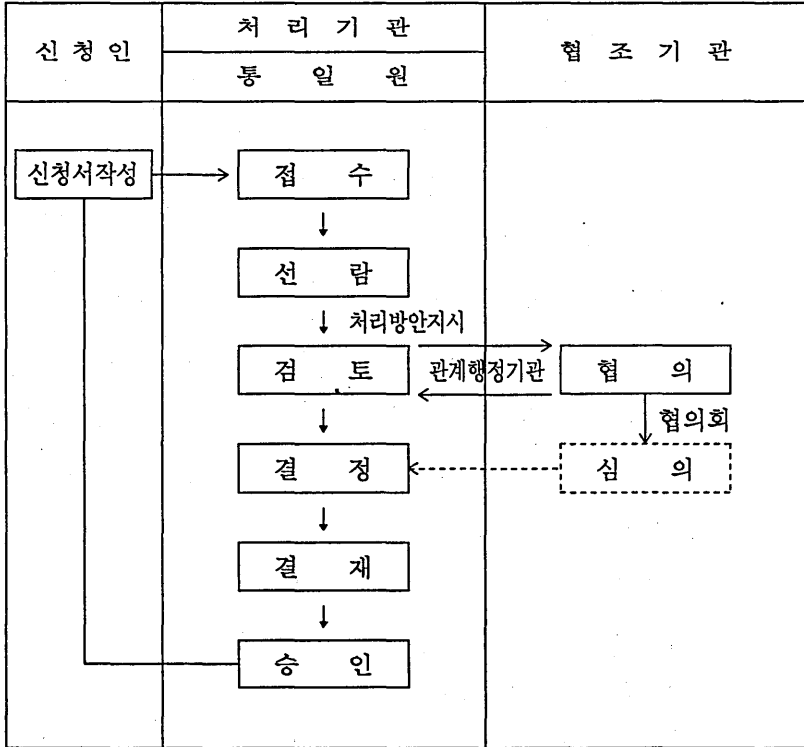 신 청 인
처 리 기 관
통 일 원
협 조 기 관
신청서작성
접 수
선 람
처리방안지시
검 토
관계행정기관
협 의
협의회
결 정
심 의
결 재
승 인